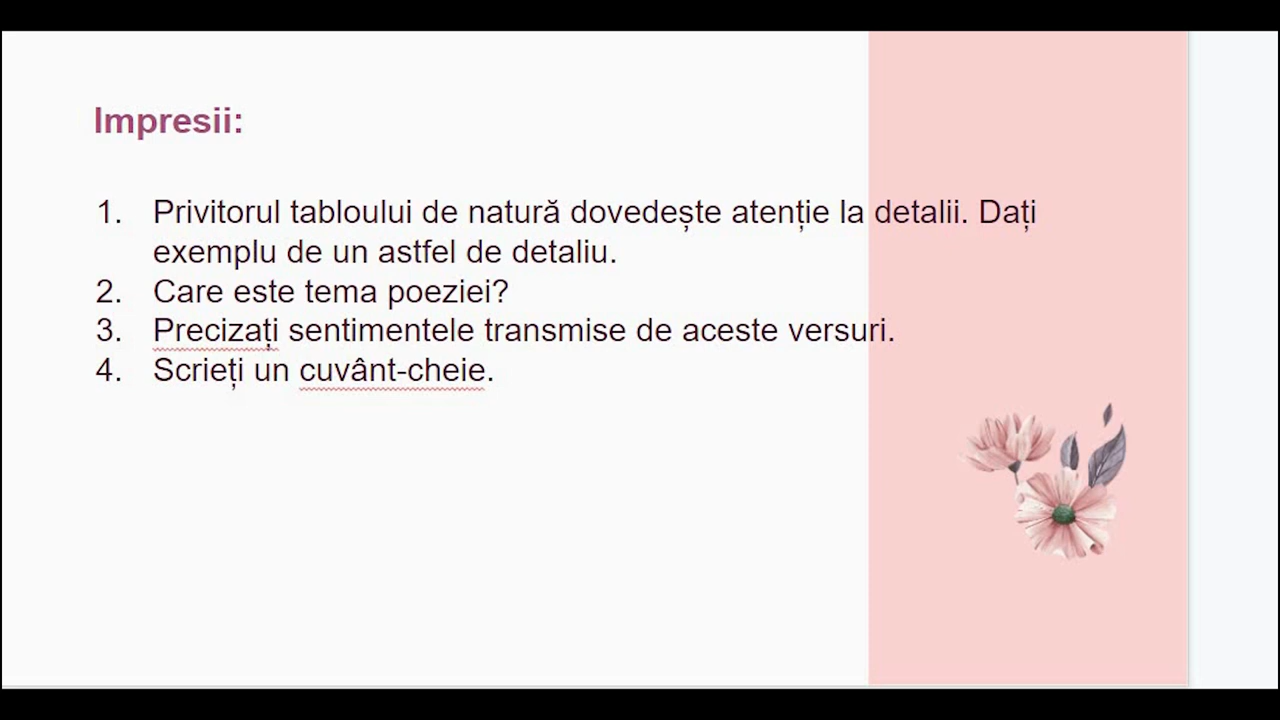 Impresii:
1. Privitorul tabloului de natură dovedește atenție la detalii. Dați
exemplu de un astfel de detaliu.
2. Care este tema poeziei?
3. Precizați sentimentele transmise de aceste versuri.
4. Scrieți un cuvânt-cheie.